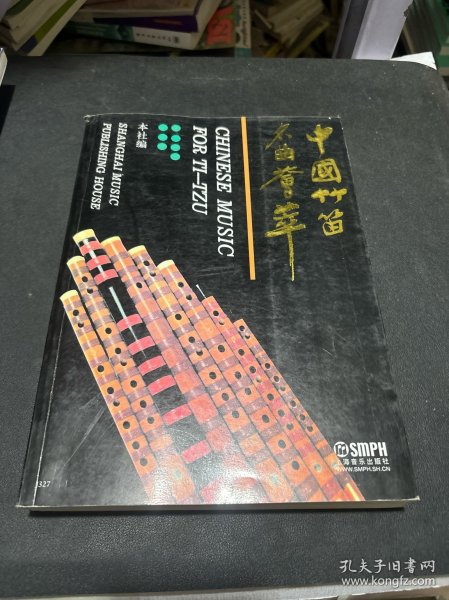 中國竹笛
名曲薈萃
CHINESE MUSIC
FOR TI-TZU
本社编
SHANGHAI MUSIC
PUBLISHING HOUSE
SMPH
上海音乐出版社
WWW.SMPH.SH.CN
327
孔夫子旧书网
www.kongfz.com